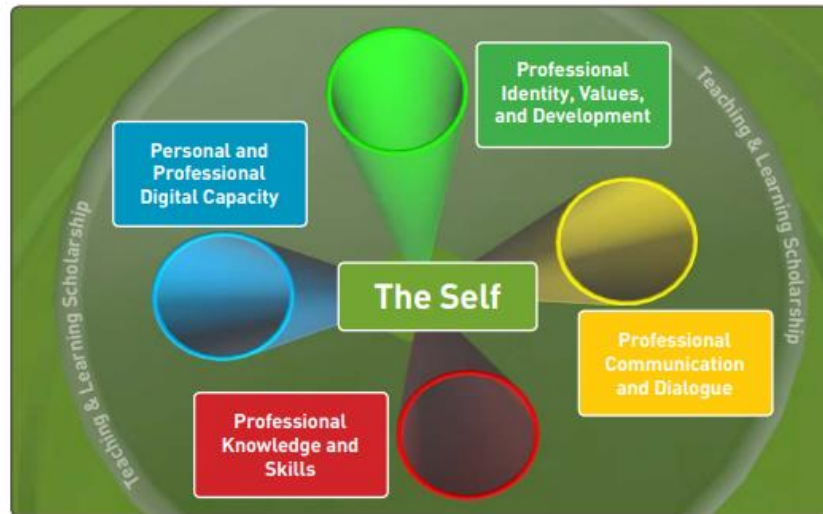 Professional
Identity, Values,
and Development
Teaching & Learning Scholarship
Personal and
Professional
Digital Capacity
The Self
Professional
Communication
and Dialogue
Teaching & Learning Scholarship
Professional
Knowledge and
Skills